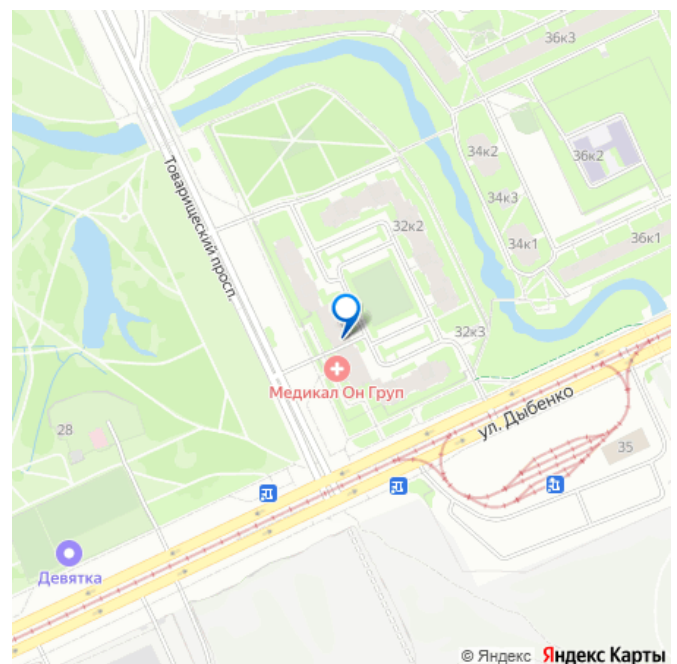 36к3
34к2
36к2
34к3
Товарищеский просп.
32к2
34к1
36к1
32к3
Медикал Он Груп
ул. Дыбенко
28
35
Девятка
© Яндекс Яндекс Карты